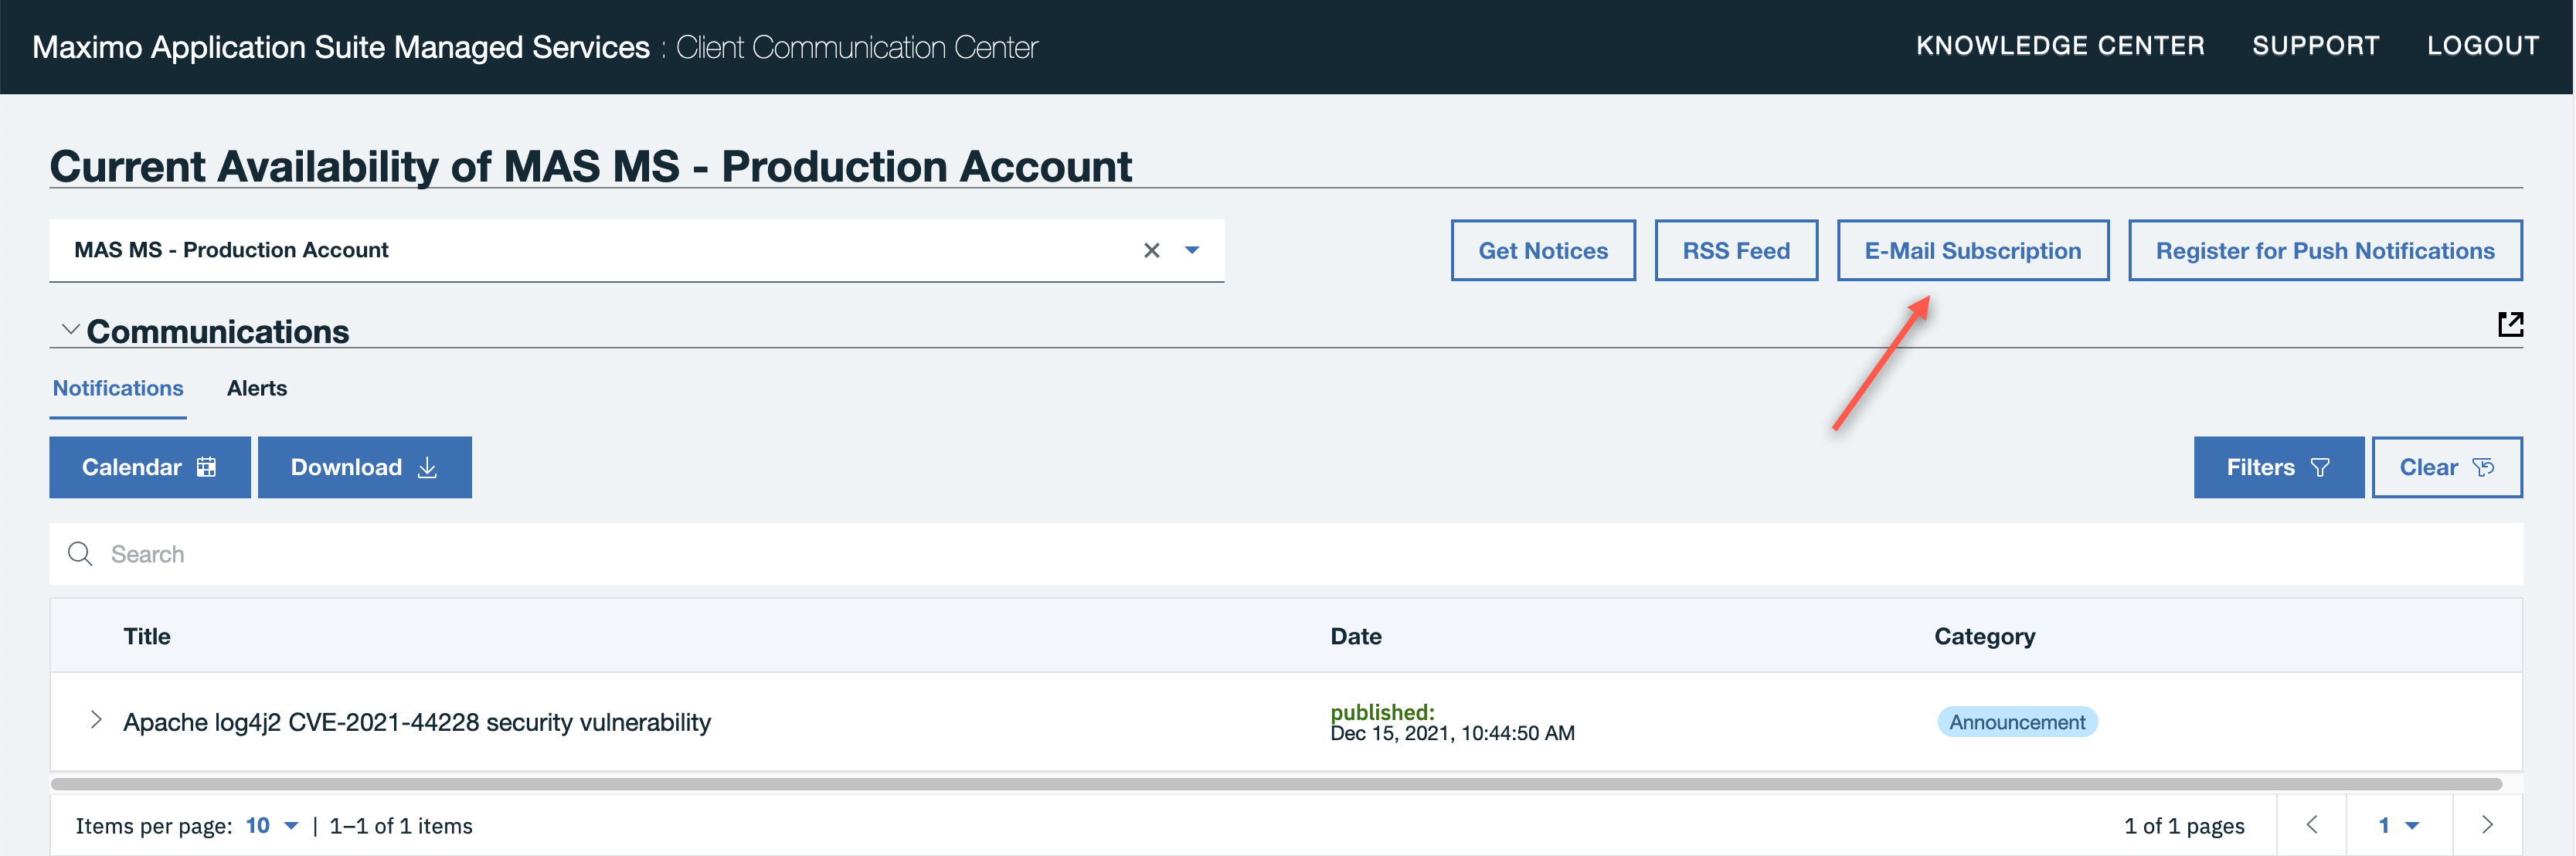 Maximo Application Suite Managed Services : Client Communication Center
KNOWLEDGE CENTER SUPPORT LOGOUT
Current Availability of MAS MS - Production Account
MAS MS - Production Account
Get Notices RSS Feed E-Mail Subscription Register for Push Notifications
Communications
Notifications Alerts
Calendar Download Filters Clear
Search
Title Date Category
Apache log4j2 CVE-2021-44228 security vulnerability
published:
Dec 15, 2021, 10:44:50 AM
Announcement
Items per page: 10 | 1–1 of 1 items 1 of 1 pages 1